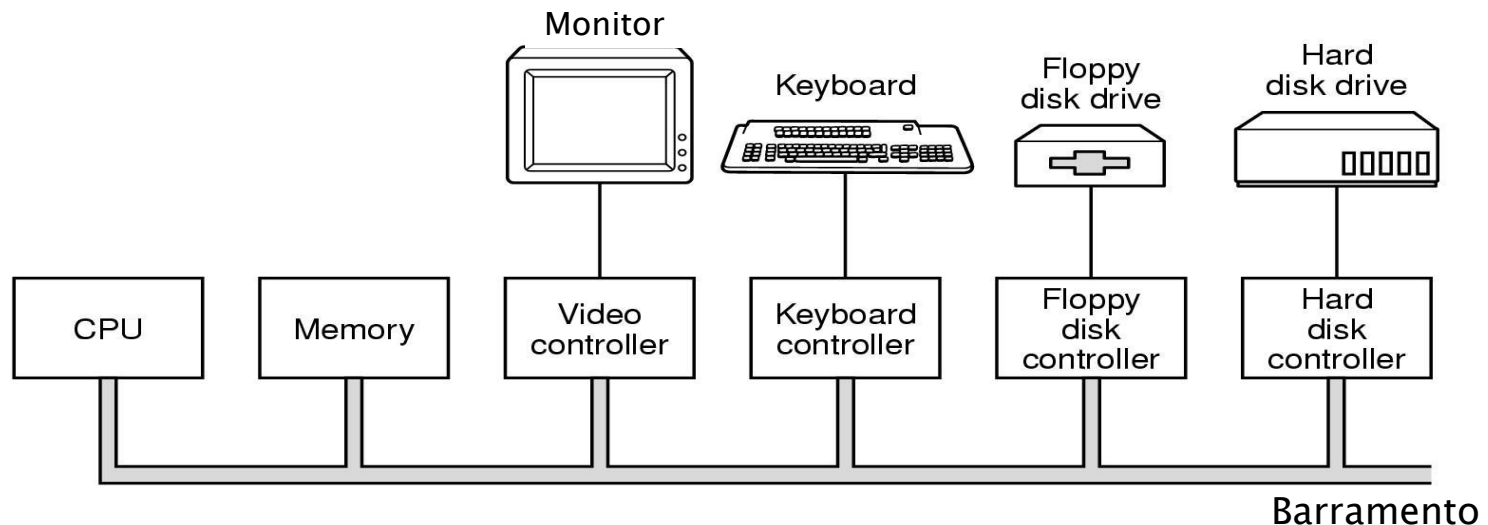 Monitor
Keyboard
Floppy
disk drive
Hard
disk drive
CPU
Memory
Video
controller
Keyboard
controller
Floppy
disk
controller
Hard
disk
controller
Barramento